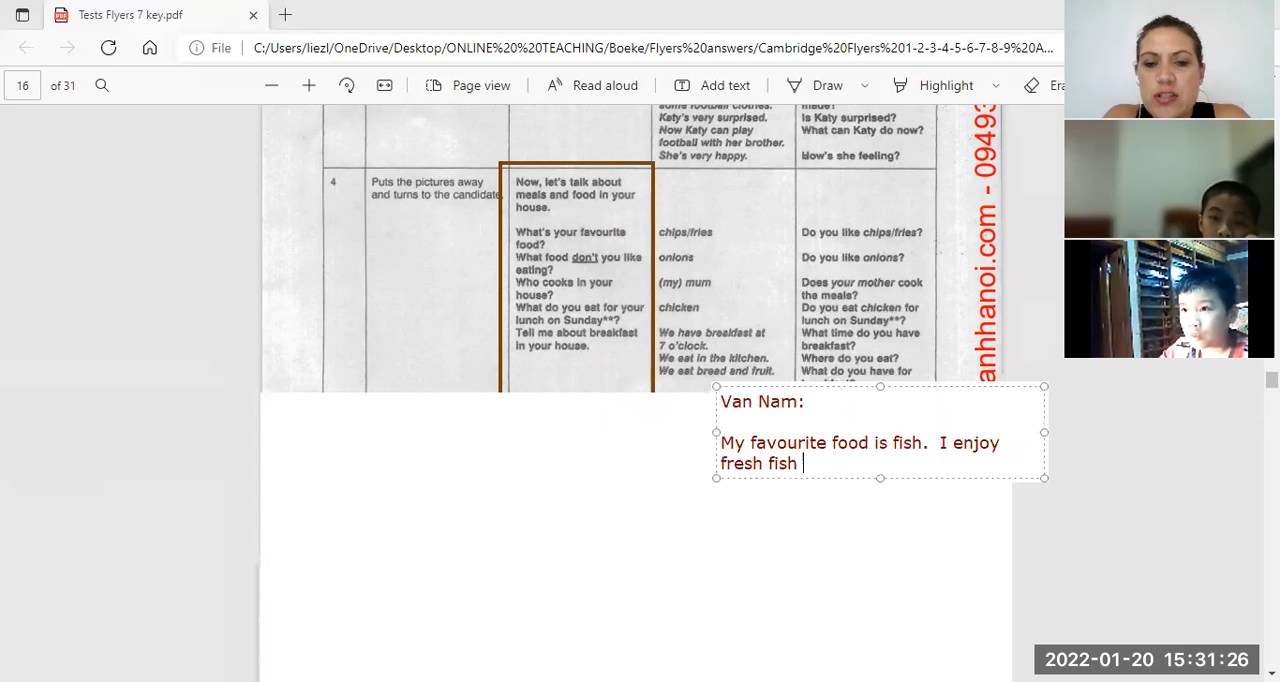 Tests Flyers 7 key.pdf
File
C:/Users/liezl/OneDrive/Desktop/ONLINE%20%20TEACHING/Boeke/Flyers%20answers/Cambridge%20Flyers%201-2-3-4-5-6-7-8-9%20A...
16 of 31
Page view
Read aloud
Add text
Draw
Highlight
some football clothes.
Katy's very surprised.
Now Katy can play
football with her brother.
She's very happy.
made?
Is Katy surprised?
What can Katy do now?
How's she feeling?
4
Puts the pictures away
and turns to the candidate.
Now, let's talk about
meals and food in your
house.
What's your favourite
food?
What food don't you like
eating?
Who cooks in your
house?
What do you eat for your
lunch on Sunday**?
Tell me about breakfast
in your house.
chips/fries
onions
(my) mum
chicken
We have breakfast at
7 o'clock.
We eat in the kitchen.
We eat bread and fruit.
Do you like chips/fries?
Do you like onions?
Does your mother cook
the meals?
Do you eat chicken for
lunch on Sunday**?
What time do you have
breakfast?
Where do you eat?
What do you have for
anhhanoi.com - 09493
Van Nam:
My favourite food is fish.  I enjoy
fresh fish
2022-01-20 15:31:26